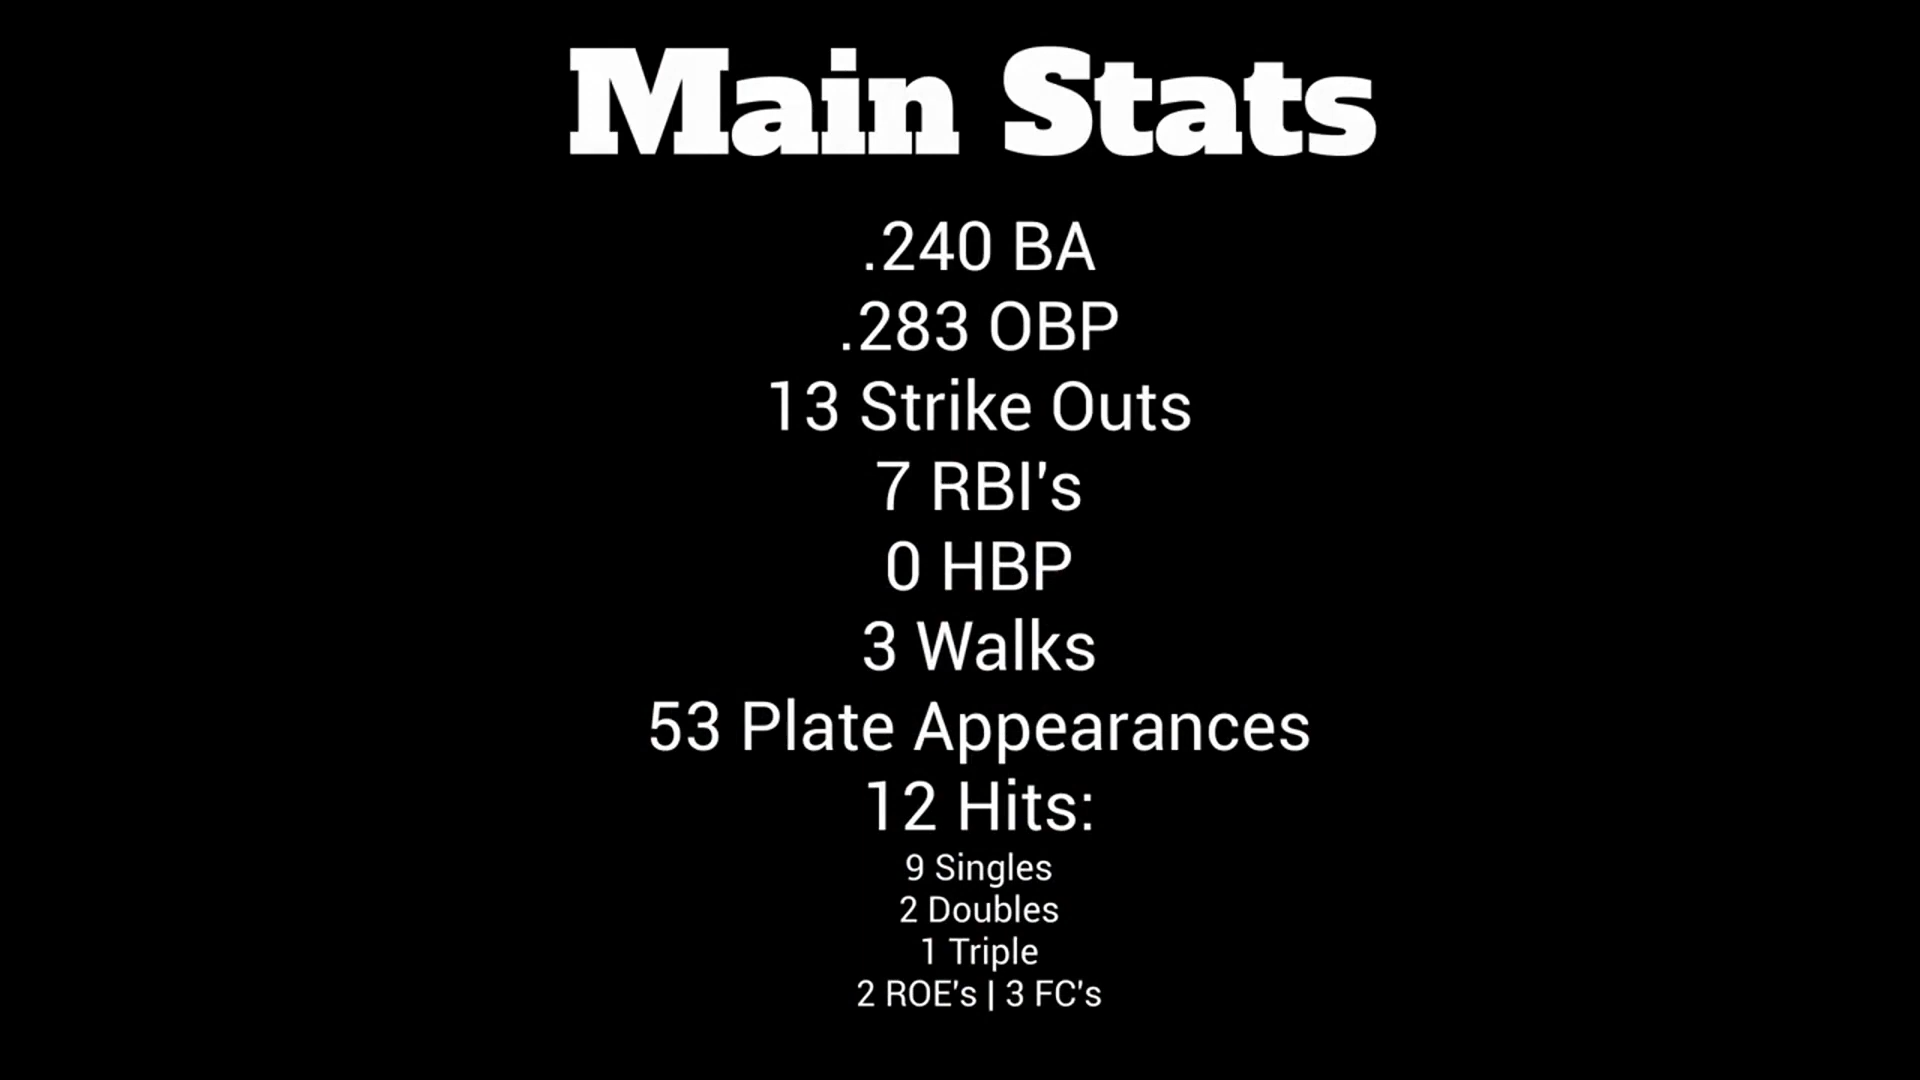 Main Stats
.240 BA
.283 OBP
13 Strike Outs
7 RBI's
0 HBP
3 Walks
53 Plate Appearances
12 Hits:
9 Singles
2 Doubles
1 Triple
2 ROE's | 3 FC's